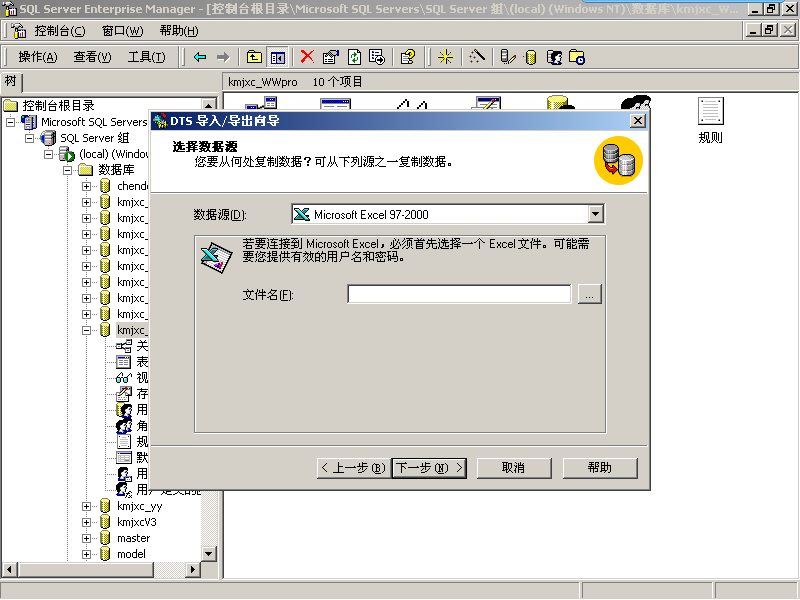 SQL Server Enterprise Manager - [控制台根目录\Microsoft SQL Servers\SQL Server 组\(local) (Windows NT)\数据库\kmjxc_W...
控制台(C) 窗口(W) 帮助(H)
操作(A) 查看(V) 工具(T)
树
kmjxc_WWpro 10 个项目
控制台根目录
Microsoft SQL Servers
SQL Server 组
(local) (Windo
数据库
chend
kmjxc_
kmjxc_
kmjxc_
kmjxc_
kmjxc_
kmjxc_
kmjxc_
kmjxc_
kmjxc_
关
表
视
存
用
角
规
默
用
用户定义的
kmjxc_yy
kmjxcV3
master
model
规则
DTS 导入/导出向导
选择数据源
您要从何处复制数据？可从下列源之一复制数据。
数据源(D):
Microsoft Excel 97-2000
若要连接到 Microsoft Excel，必须首先选择一个 Excel 文件。可能需
要您提供有效的用户名和密码。
文件名(F):
...
< 上一步(B) 下一步(N) > 取消 帮助